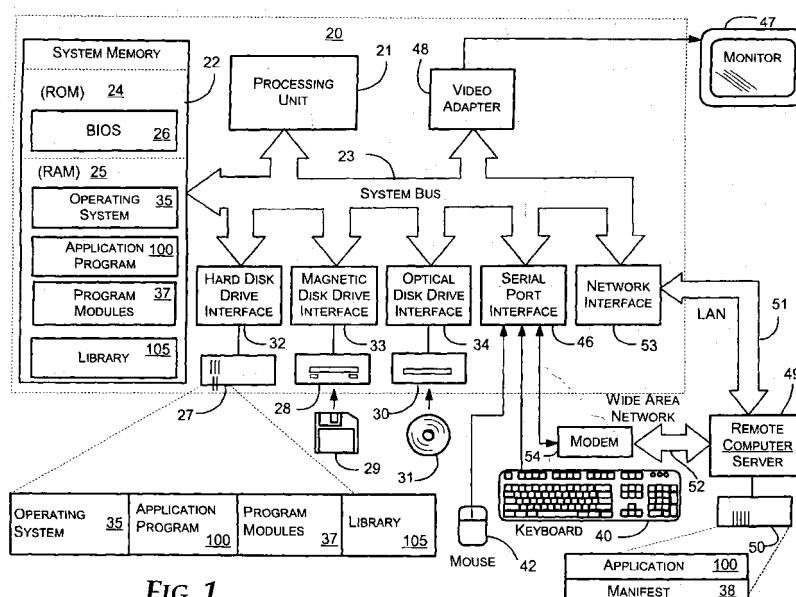 20
SYSTEM MEMORY
22
(ROM) 24
BIOS 26
(RAM) 25
OPERATING SYSTEM 35
APPLICATION PROGRAM 100
PROGRAM MODULES 37
LIBRARY 105
21
PROCESSING UNIT
48
VIDEO ADAPTER
47
MONITOR
23
SYSTEM BUS
HARD DISK DRIVE INTERFACE
32
MAGNETIC DISK DRIVE INTERFACE
33
OPTICAL DISK DRIVE INTERFACE
34
SERIAL PORT INTERFACE
46
NETWORK INTERFACE
53
LAN
51
27
28
29
30
31
WIDE AREA NETWORK
MODEM
54
52
49
REMOTE COMPUTER SERVER
50
KEYBOARD
40
MOUSE
42
OPERATING SYSTEM 35
APPLICATION PROGRAM 100
PROGRAM MODULES 37
LIBRARY 105
APPLICATION 100
MANIFEST 38
FIG. 1